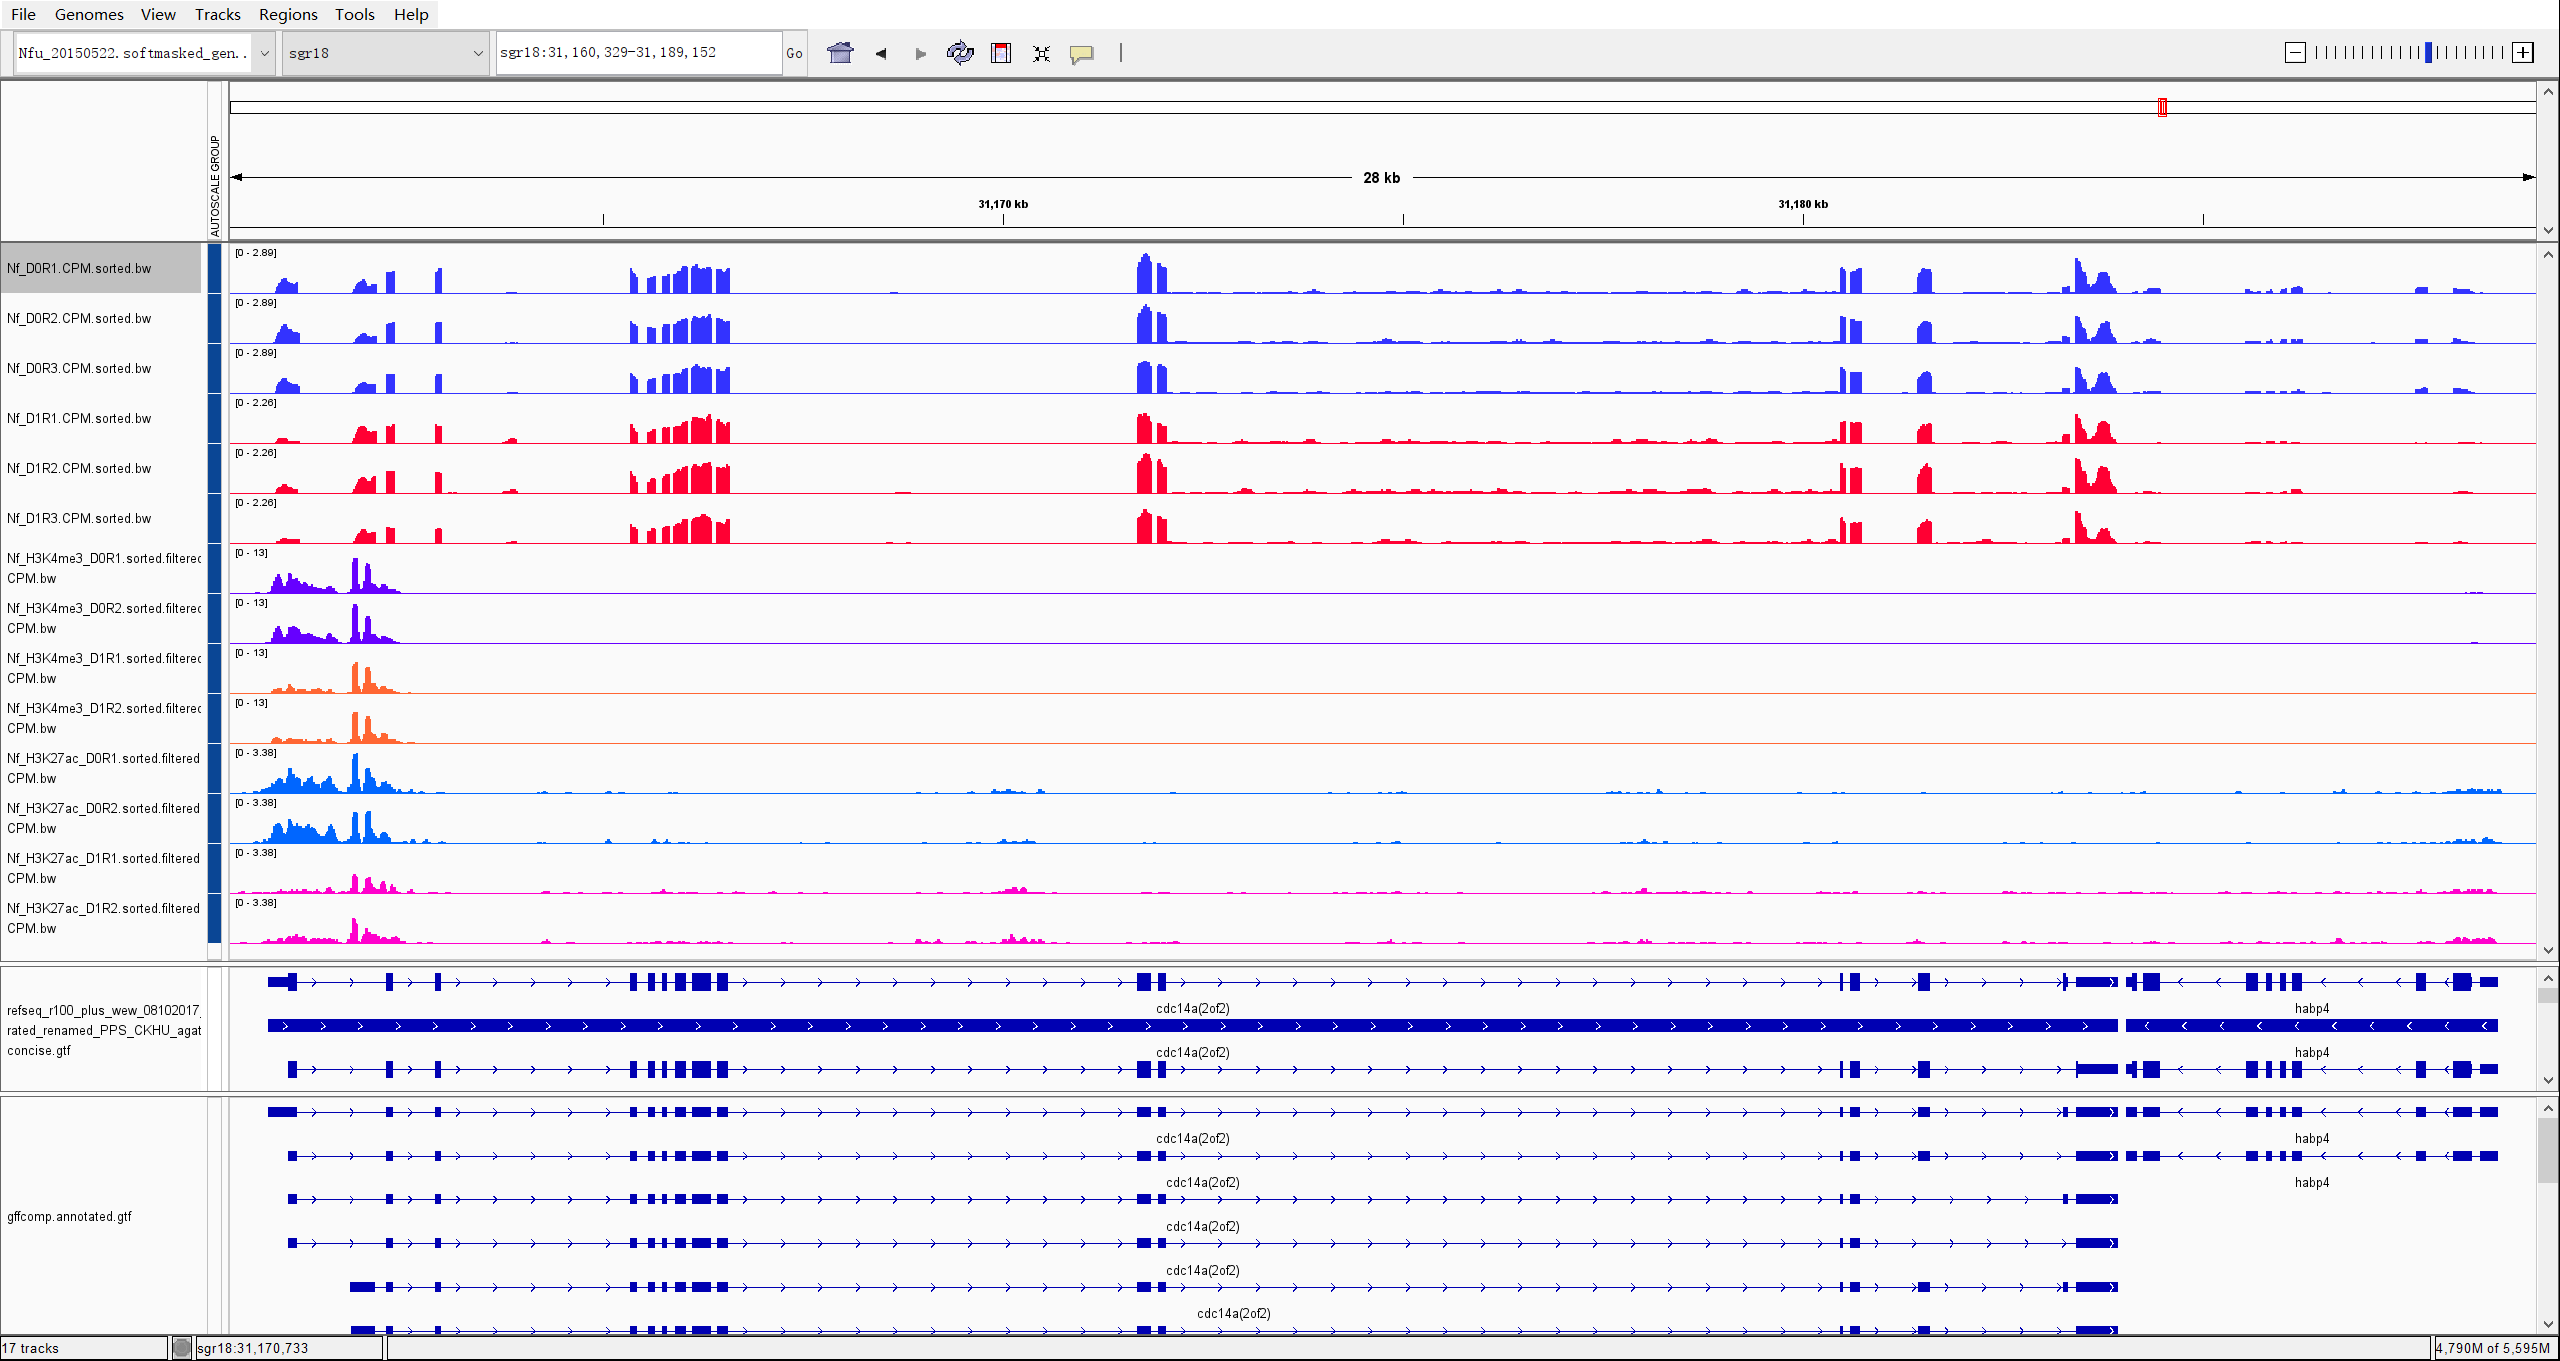 File Genomes View Tracks Regions Tools Help
Nfu_20150522.softmasked_gen.. sgr18 sgr18:31,160,329-31,189,152 Go
AUTOSCALE GROUP
28 kb
31,170 kb 31,180 kb
Nf_D0R1.CPM.sorted.bw [0 - 2.89]
Nf_D0R2.CPM.sorted.bw [0 - 2.89]
Nf_D0R3.CPM.sorted.bw [0 - 2.89]
Nf_D1R1.CPM.sorted.bw [0 - 2.26]
Nf_D1R2.CPM.sorted.bw [0 - 2.26]
Nf_D1R3.CPM.sorted.bw [0 - 2.26]
Nf_H3K4me3_D0R1.sorted.filterec [0 - 13]
CPM.bw
Nf_H3K4me3_D0R2.sorted.filterec [0 - 13]
CPM.bw
Nf_H3K4me3_D1R1.sorted.filterec [0 - 13]
CPM.bw
Nf_H3K4me3_D1R2.sorted.filterec [0 - 13]
CPM.bw
Nf_H3K27ac_D0R1.sorted.filtered [0 - 3.38]
CPM.bw
Nf_H3K27ac_D0R2.sorted.filtered [0 - 3.38]
CPM.bw
Nf_H3K27ac_D1R1.sorted.filtered [0 - 3.38]
CPM.bw
Nf_H3K27ac_D1R2.sorted.filtered [0 - 3.38]
CPM.bw
refseq_r100_plus_wew_08102017_
rated_renamed_PPS_CKHU_agat
concise.gtf
cdc14a(2of2) habp4
cdc14a(2of2) habp4
gffcomp.annotated.gtf
cdc14a(2of2) habp4
cdc14a(2of2) habp4
cdc14a(2of2)
cdc14a(2of2)
cdc14a(2of2)
17 tracks sgr18:31,170,733 4,790M of 5,595M